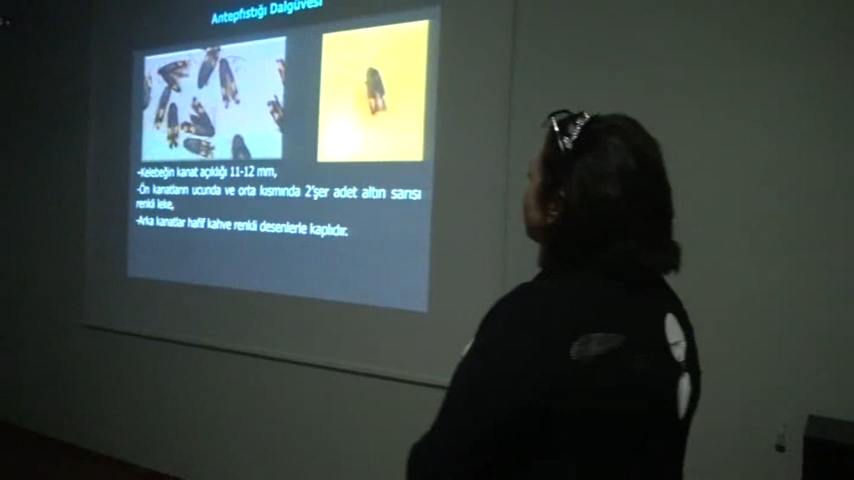 Antepfıstığı Dalgüvesi
-Kelebeğin kanat açıklığı 11-12 mm,
-Ön kanatların ucunda ve orta kısmında 2'şer adet altın sarısı
renkli leke,
-Arka kanatlar hafif kahve renkli desenlerle kaplıdır.